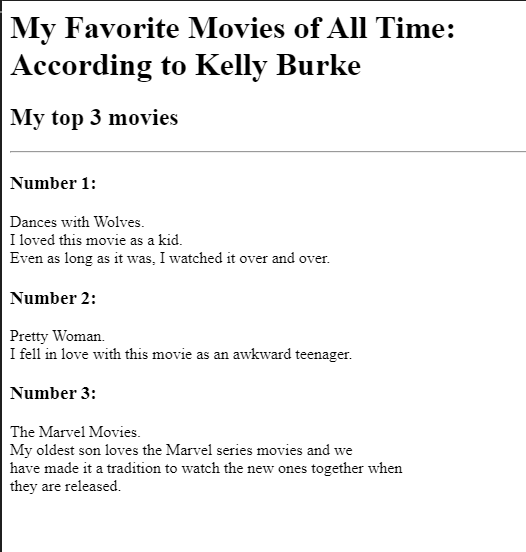 My Favorite Movies of All Time:
According to Kelly Burke
My top 3 movies
Number 1:
Dances with Wolves.
I loved this movie as a kid.
Even as long as it was, I watched it over and over.
Number 2:
Pretty Woman.
I fell in love with this movie as an awkward teenager.
Number 3:
The Marvel Movies.
My oldest son loves the Marvel series movies and we
have made it a tradition to watch the new ones together when
they are released.